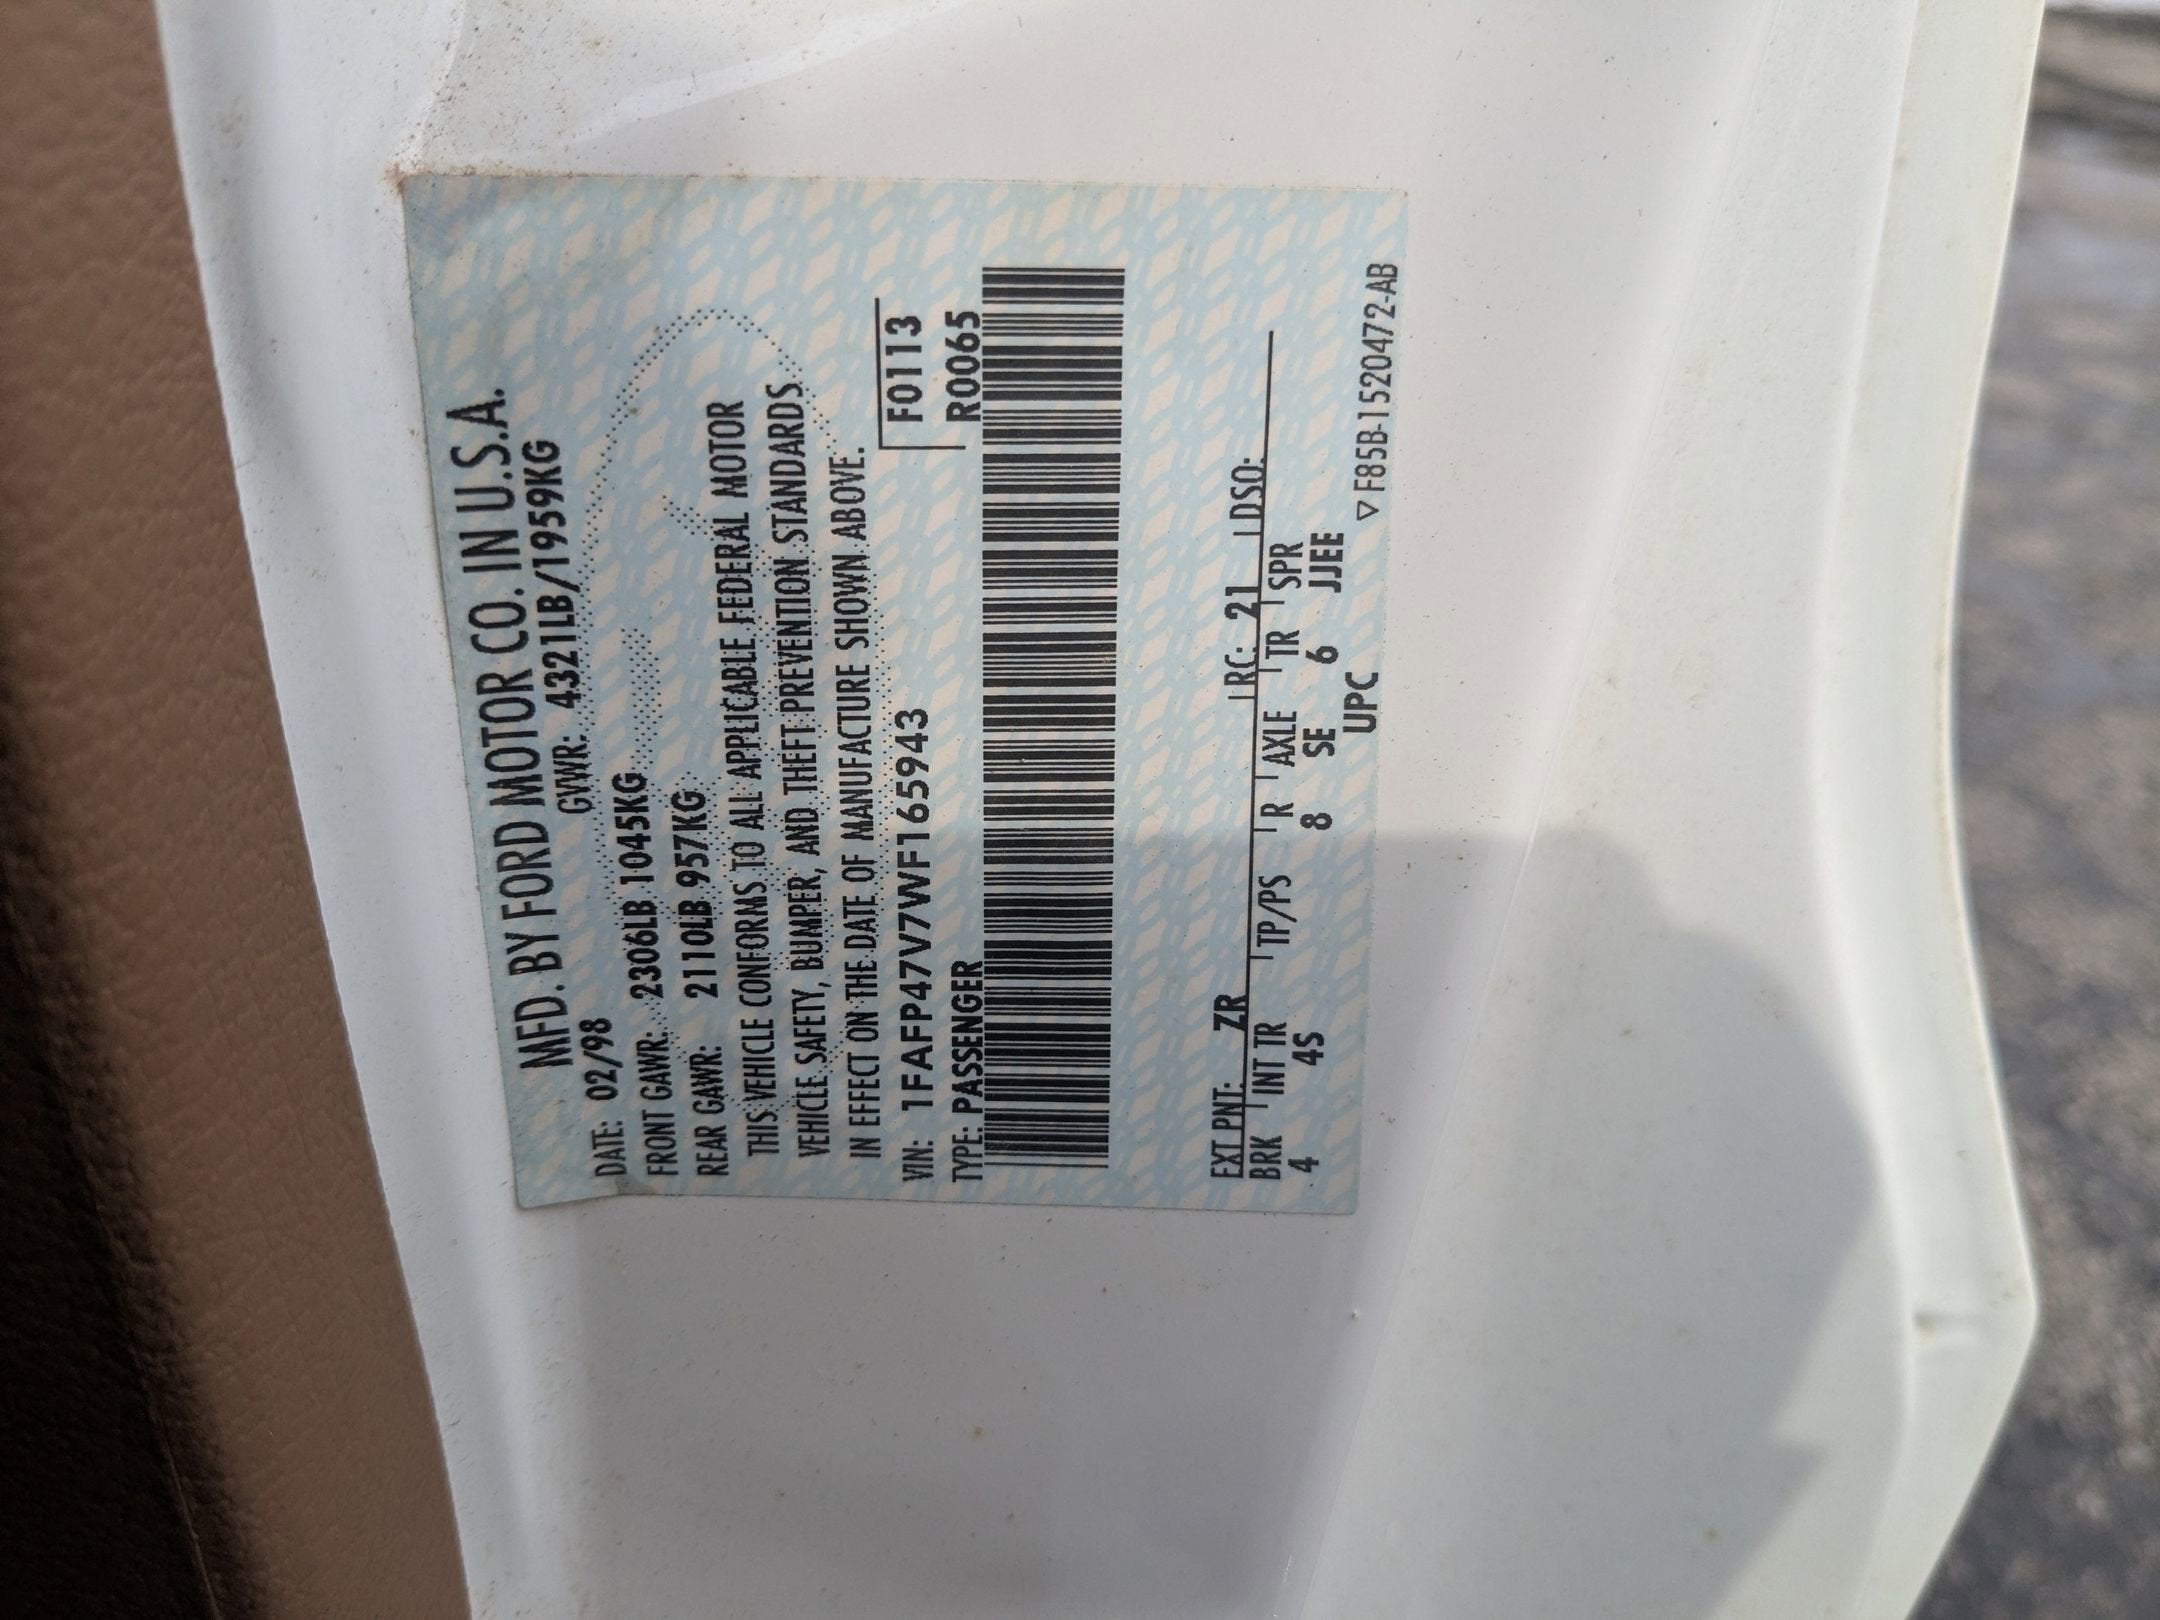 MFD. BY FORD MOTOR CO. IN U.S.A.
DATE: 02/98 GVWR: 4321LB/1959KG
FRONT GAWR: 2306LB 1045KG
REAR GAWR: 2110LB 957KG
THIS VEHICLE CONFORMS TO ALL APPLICABLE FEDERAL MOTOR
VEHICLE SAFETY, BUMPER, AND THEFT PREVENTION STANDARDS
IN EFFECT ON THE DATE OF MANUFACTURE SHOWN ABOVE.
VIN: 1FAFP47V7WF165943 F0113
TYPE: PASSENGER R0065
EXT PNT: ZR RC: 21 DSO:
BRK INT TR TP/PS R AXLE TR SPR
4 4S 8 SE 6 JJEE
UPC
▽ F85B-1520472-AB